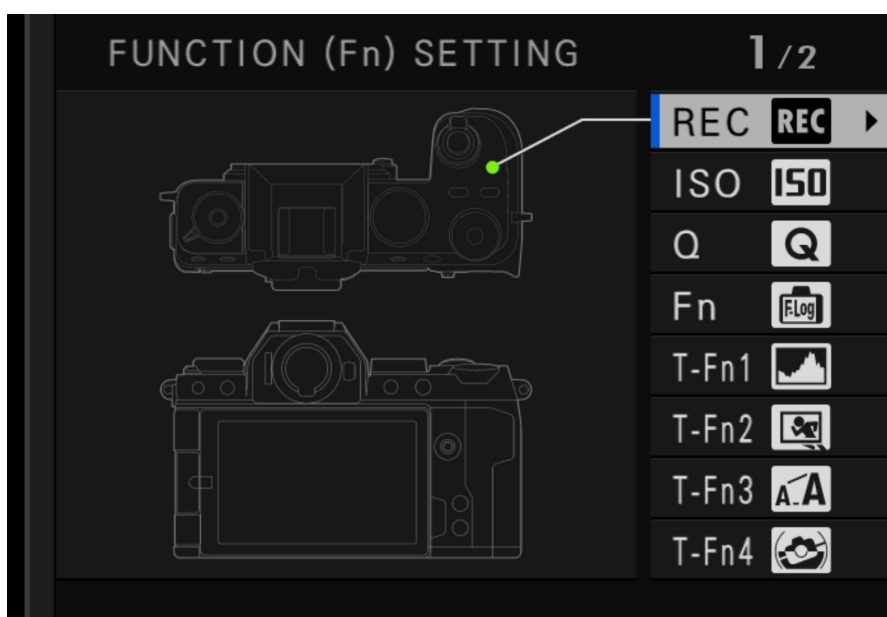 FUNCTION (Fn) SETTING 1/2
REC REC
ISO ISO
Q Q
Fn F-Log
T-Fn1
T-Fn2
T-Fn3 A-A
T-Fn4